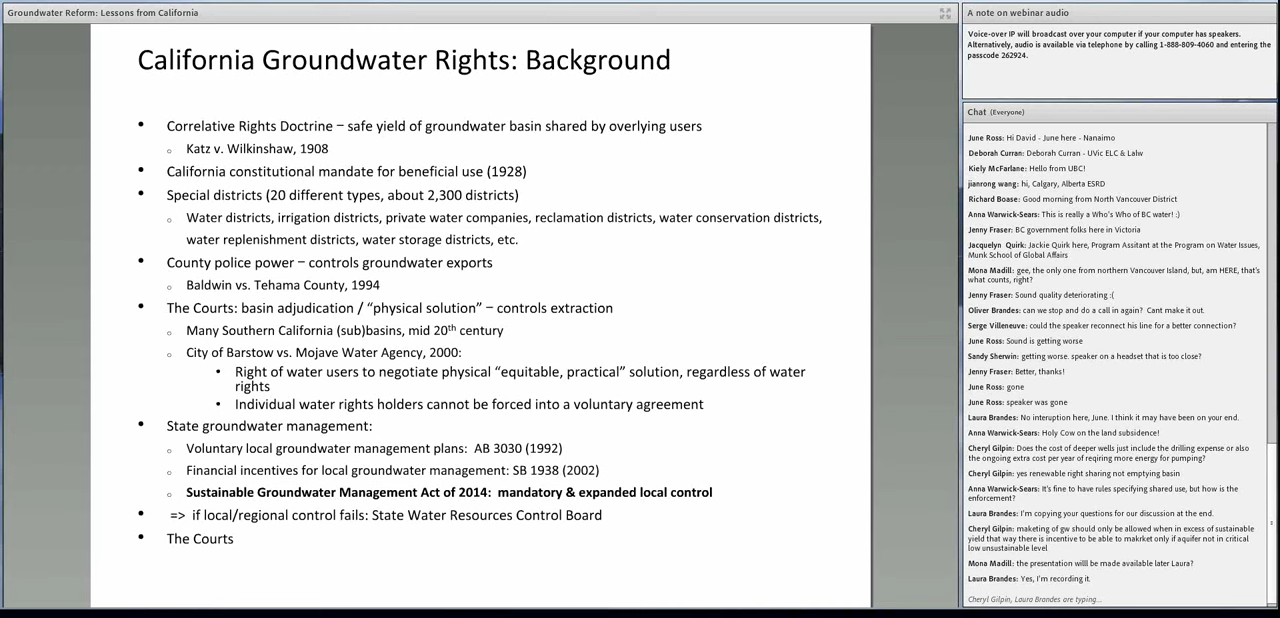 Groundwater Reform: Lessons from California
California Groundwater Rights: Background
• Correlative Rights Doctrine – safe yield of groundwater basin shared by overlying users
o Katz v. Wilkinshaw, 1908
• California constitutional mandate for beneficial use (1928)
• Special districts (20 different types, about 2,300 districts)
o Water districts, irrigation districts, private water companies, reclamation districts, water conservation districts,
water replenishment districts, water storage districts, etc.
• County police power – controls groundwater exports
o Baldwin vs. Tehama County, 1994
• The Courts: basin adjudication / “physical solution” – controls extraction
o Many Southern California (sub)basins, mid 20th century
o City of Barstow vs. Mojave Water Agency, 2000:
• Right of water users to negotiate physical “equitable, practical” solution, regardless of water
rights
• Individual water rights holders cannot be forced into a voluntary agreement
• State groundwater management:
o Voluntary local groundwater management plans: AB 3030 (1992)
o Financial incentives for local groundwater management: SB 1938 (2002)
o Sustainable Groundwater Management Act of 2014: mandatory & expanded local control
• => if local/regional control fails: State Water Resources Control Board
• The Courts
A note on webinar audio
Voice-over IP will broadcast over your computer if your computer has speakers.
Alternatively, audio is available via telephone by calling 1-888-809-4060 and entering the
passcode 262924.
Chat (Everyone)
June Ross: Hi David - June here - Nanaimo
Deborah Curran: Deborah Curran - UVic ELC & Lalw
Kiely McFarlane: Hello from UBC!
jianrong wang: hi, Calgary, Alberta ESRD
Richard Boase: Good morning from North Vancouver District
Anna Warwick-Sears: This is really a Who's Who of BC water! :)
Jenny Fraser: BC government folks here in Victoria
Jacquelyn Quirk: Jackie Quirk here, Program Assitant at the Program on Water Issues,
Munk School of Global Affairs
Mona Madill: gee, the only one from northern Vancouver Island, but, am HERE, that's
what counts, right?
Jenny Fraser: Sound quality deteriorating :(
Oliver Brandes: can we stop and do a call in again? Cant make it out.
Serge Villeneuve: could the speaker reconnect his line for a better connection?
June Ross: Sound is getting worse
Sandy Sherwin: getting worse. speaker on a headset that is too close?
Jenny Fraser: Better, thanks!
June Ross: gone
June Ross: speaker was gone
Laura Brandes: No interuption here, June. I think it may have been on your end.
Anna Warwick-Sears: Holy Cow on the land subsidence!
Cheryl Gilpin: Does the cost of deeper wells just include the drilling expense or also
the ongoing extra cost per year of reqiring more energy for pumping?
Cheryl Gilpin: yes renewable right sharing not emptying basin
Anna Warwick-Sears: It's fine to have rules specifying shared use, but how is the
enforcement?
Laura Brandes: I'm copying your questions for our discussion at the end.
Cheryl Gilpin: maketing of gw should only be allowed when in excess of sustainable
yield that way there is incentive to be able to makrket only if aquifer not in critical
low unsustainable level
Mona Madill: the presentation willl be made available later Laura?
Laura Brandes: Yes, I'm recording it.
Cheryl Gilpin, Laura Brandes are typing...